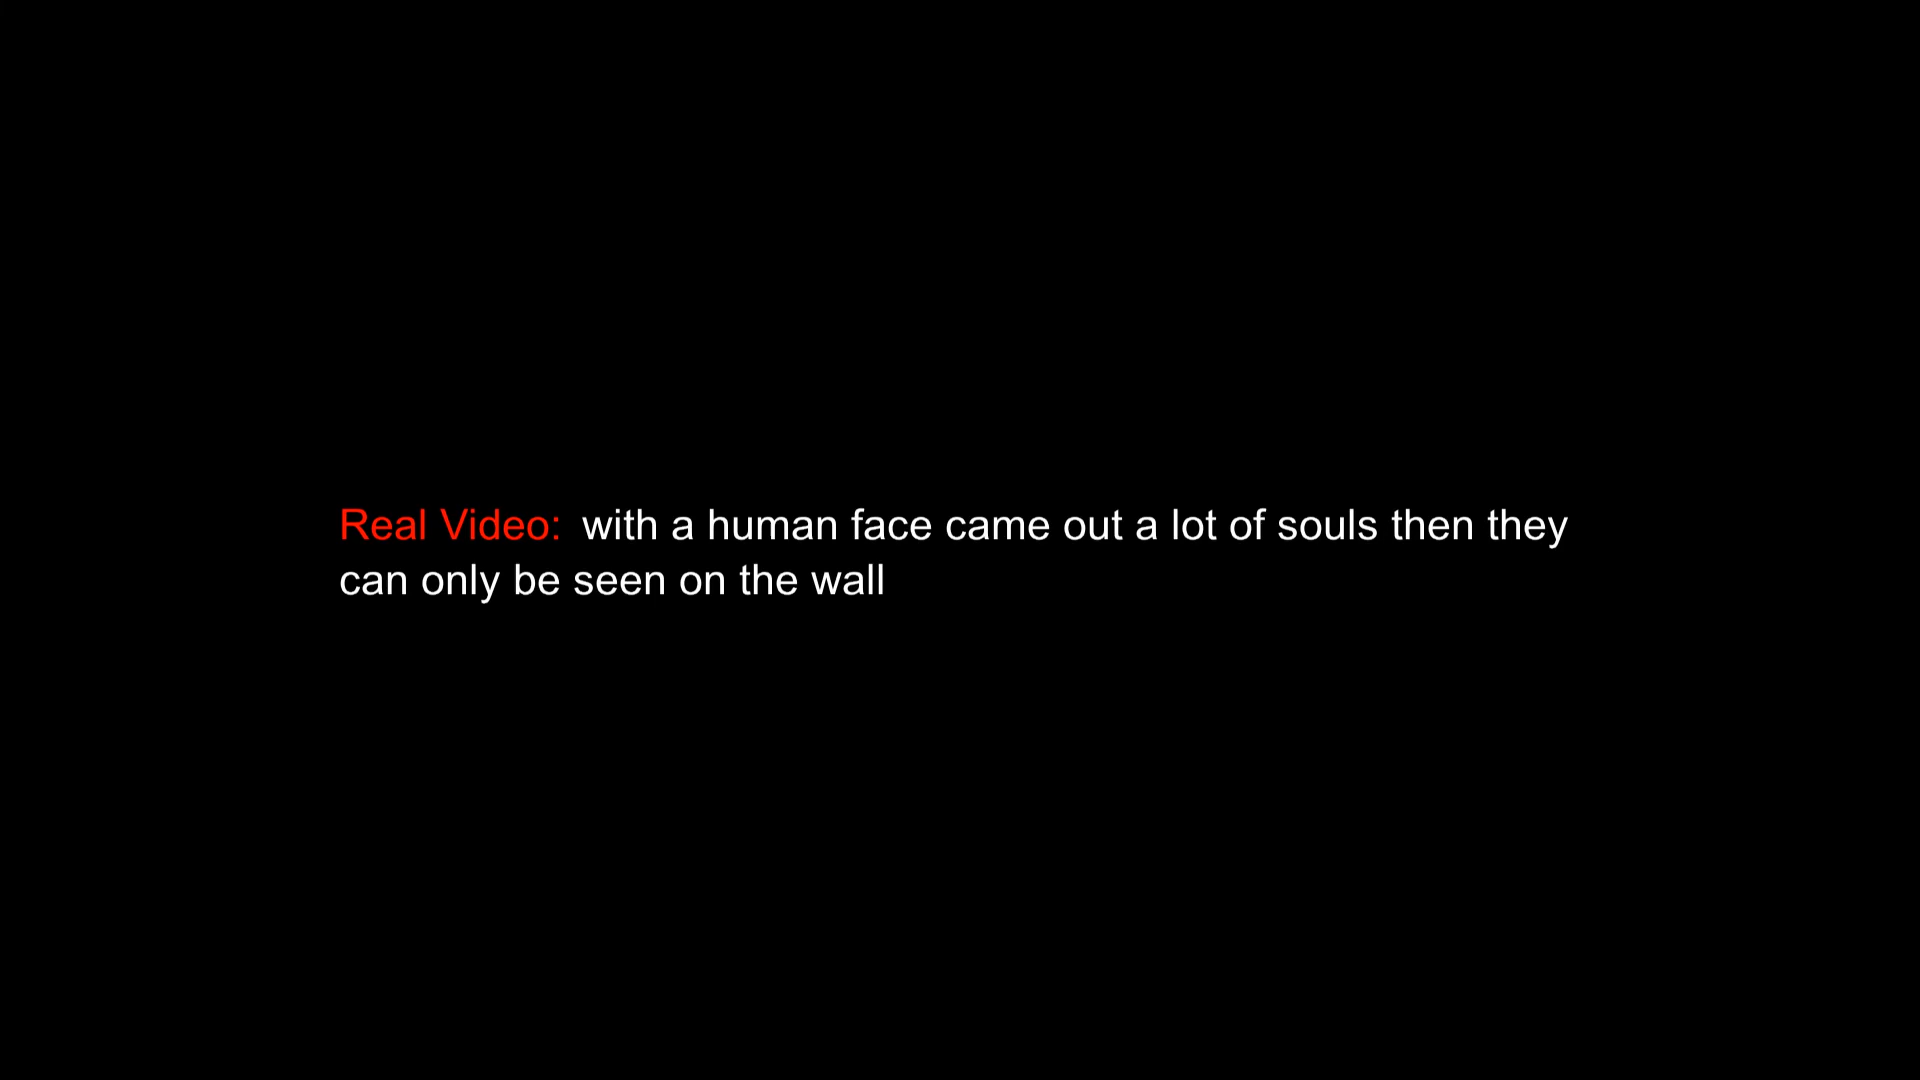 Real Video: with a human face came out a lot of souls then they
can only be seen on the wall